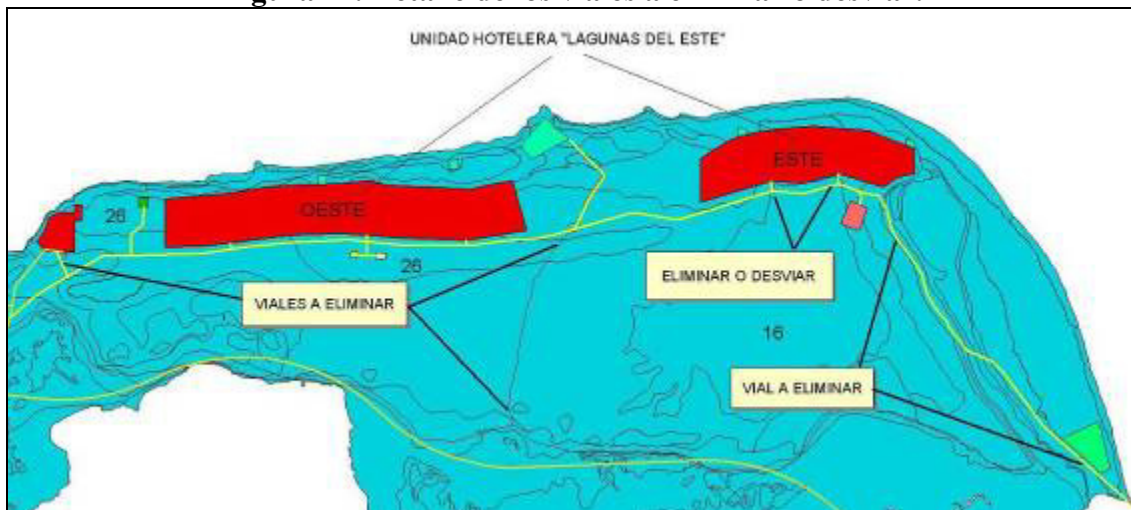 UNIDAD HOTELERA "LAGUNAS DEL ESTE"
ESTE
26
OESTE
26
ELIMINAR O DESVIAR
VIALES A ELIMINAR
16
VIAL A ELIMINAR